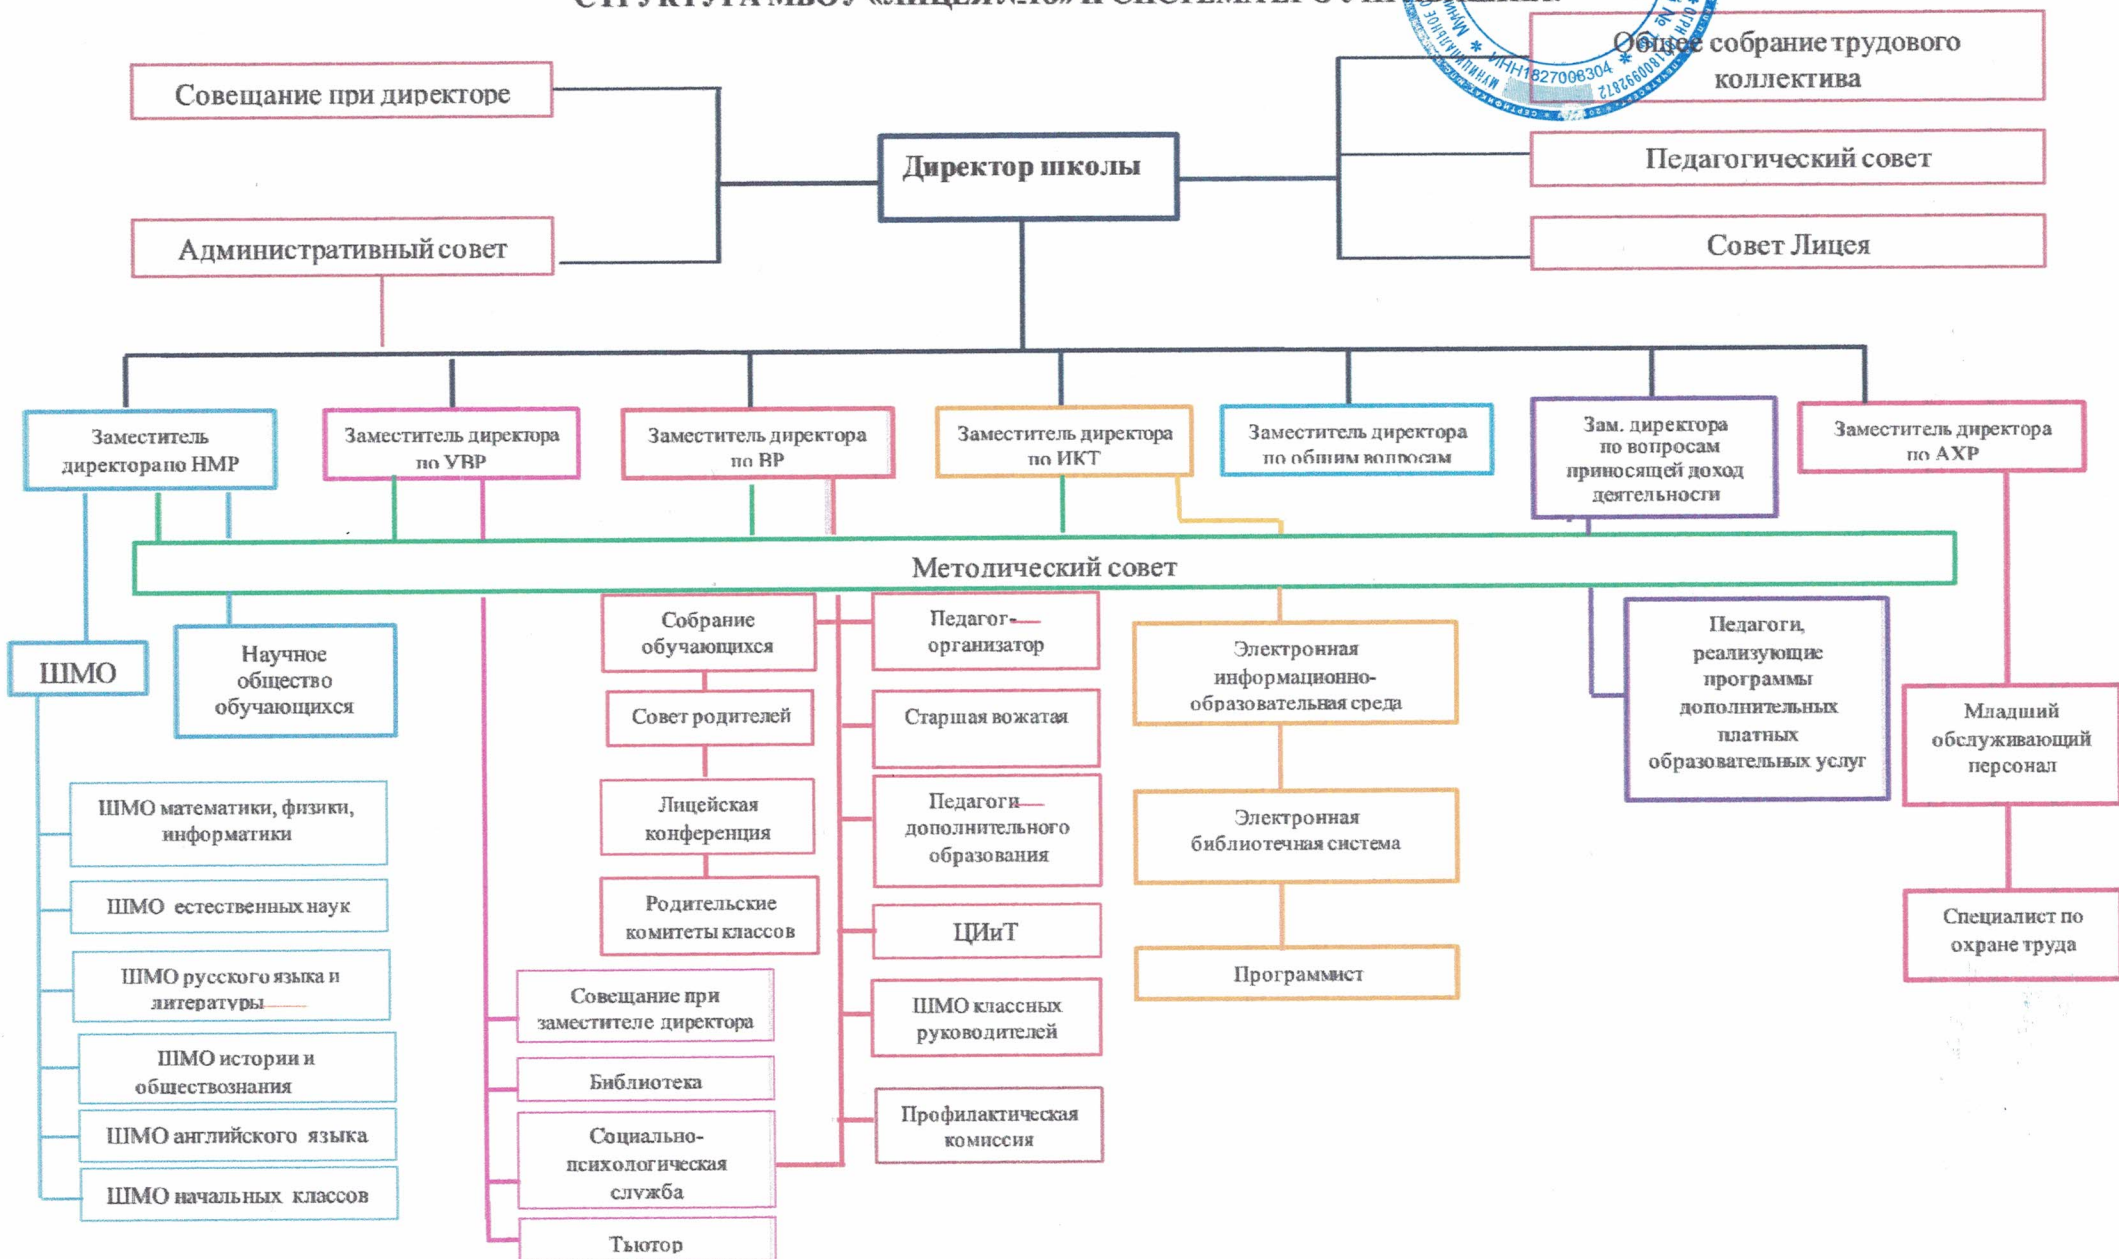 Совещание при директоре
Общее собрание трудового
коллектива
ИНН1827008304
Директор школы
Педагогический совет
Административный совет
Совет Лицея
Заместитель
директора по НМР
Заместитель директора
по УВР
Заместитель директора
по ВР
Заместитель директора
по ИКТ
Заместитель директора
по общим вопросам
Зам. директора
по вопросам
приносящей доход
деятельности
Заместитель директора
по АХР
Методический совет
ШМО
Научное
общество
обучающихся
ШМО математики, физики,
информатики
ШМО естественных наук
ШМО русского языка и
литературы
ШМО истории и
обществознания
ШМО английского языка
ШМО начальных классов
Собрание
обучающихся
Совет родителей
Лицейская
конференция
Родительские
комитеты классов
Совещание при
заместителе директора
Библиотека
Социально-
психологическая
служба
Тьютор
Педагог-
организатор
Старшая вожатая
Педагоги
дополнительного
образования
ЦИиТ
ШМО классных
руководителей
Профилактическая
комиссия
Электронная
информационно-
образовательная среда
Электронная
библиотечная система
Программист
Педагоги,
реализующие
программы
дополнительных
платных
образовательных услуг
Младший
обслуживающий
персонал
Специалист по
охране труда